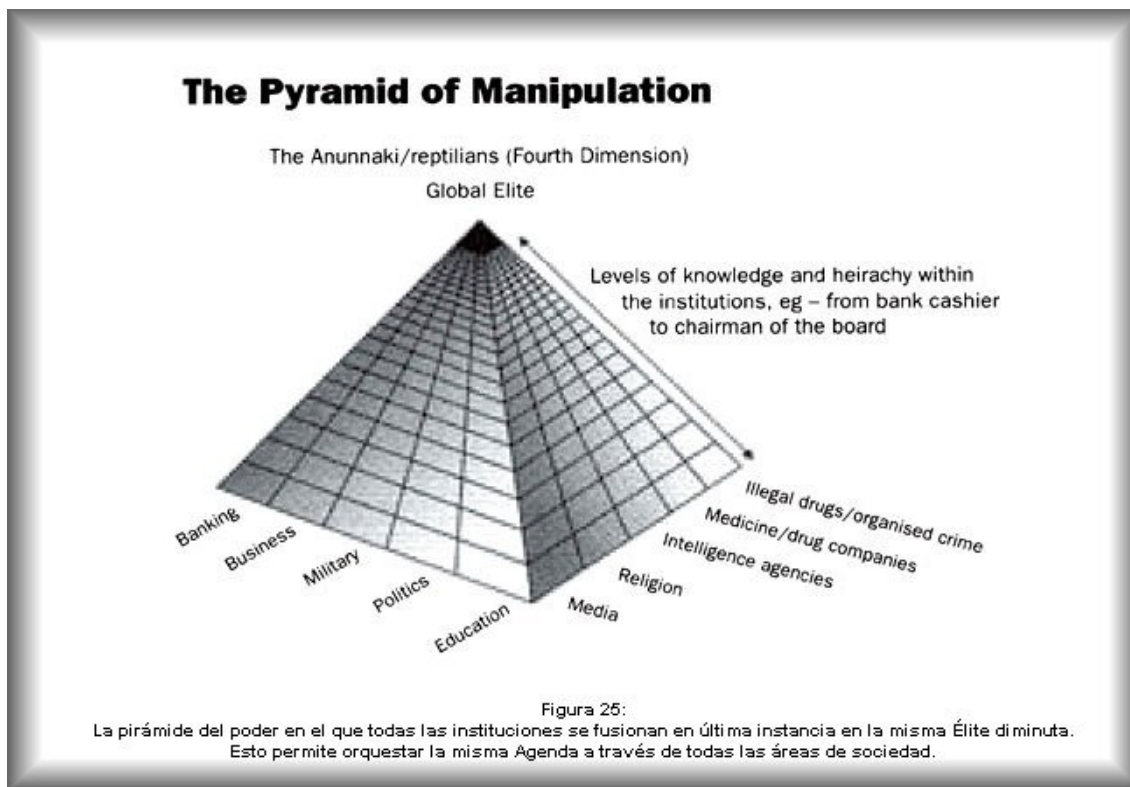 The Pyramid of Manipulation
The Anunnaki/reptilians (Fourth Dimension)
Global Elite
Levels of knowledge and heirachy within
the institutions, eg – from bank cashier
to chairman of the board
Banking
Business
Military
Politics
Education
Media
Religion
Intelligence agencies
Medicine/drug companies
Illegal drugs/organised crime
Figura 25:
La pirámide del poder en el que todas las instituciones se fusionan en última instancia en la misma Élite diminuta.
Esto permite orquestar la misma Agenda a través de todas las áreas de sociedad.